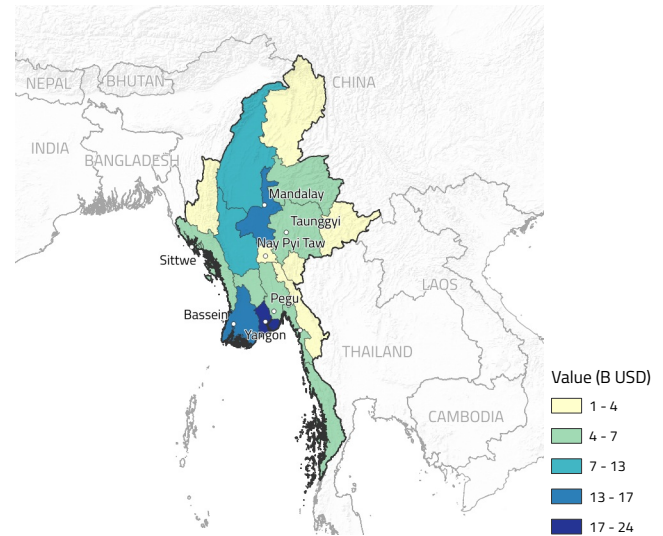 NEPAL
BHUTAN
CHINA
INDIA
BANGLADESH
Mandalay
Taunggyi
Nay Pyi Taw
Sittwe
LAOS
Pegu
Bassein
Yangon
THAILAND
CAMBODIA
Value (B USD)
1 - 4
4 - 7
7 - 13
13 - 17
17 - 24